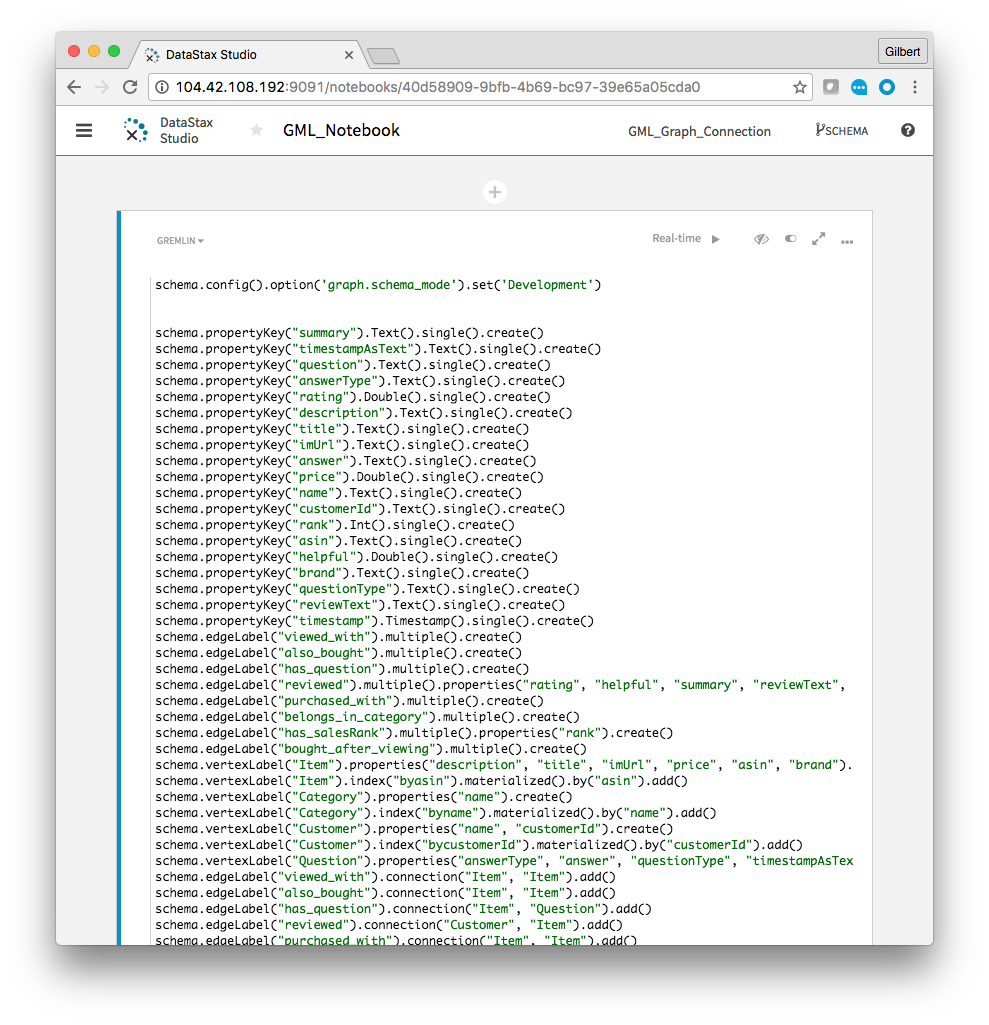 DataStax Studio
Gilbert
104.42.108.192:9091/notebooks/40d58909-9bfb-4b69-bc97-39e65a05cda0
DataStax
Studio
GML_Notebook
GML_Graph_Connection
SCHEMA
GREMLIN
Real-time
schema.config().option('graph.schema_mode').set('Development')
schema.propertyKey("summary").Text().single().create()
schema.propertyKey("timestampAsText").Text().single().create()
schema.propertyKey("question").Text().single().create()
schema.propertyKey("answerType").Text().single().create()
schema.propertyKey("rating").Double().single().create()
schema.propertyKey("description").Text().single().create()
schema.propertyKey("title").Text().single().create()
schema.propertyKey("imUrl").Text().single().create()
schema.propertyKey("answer").Text().single().create()
schema.propertyKey("price").Double().single().create()
schema.propertyKey("name").Text().single().create()
schema.propertyKey("customerId").Text().single().create()
schema.propertyKey("rank").Int().single().create()
schema.propertyKey("asin").Text().single().create()
schema.propertyKey("helpful").Double().single().create()
schema.propertyKey("brand").Text().single().create()
schema.propertyKey("questionType").Text().single().create()
schema.propertyKey("reviewText").Text().single().create()
schema.propertyKey("timestamp").Timestamp().single().create()
schema.edgeLabel("viewed_with").multiple().create()
schema.edgeLabel("also_bought").multiple().create()
schema.edgeLabel("has_question").multiple().create()
schema.edgeLabel("reviewed").multiple().properties("rating", "helpful", "summary", "reviewText",
schema.edgeLabel("purchased_with").multiple().create()
schema.edgeLabel("belongs_in_category").multiple().create()
schema.edgeLabel("has_salesRank").multiple().properties("rank").create()
schema.edgeLabel("bought_after_viewing").multiple().create()
schema.vertexLabel("Item").properties("description", "title", "imUrl", "price", "asin", "brand").
schema.vertexLabel("Item").index("byasin").materialized().by("asin").add()
schema.vertexLabel("Category").properties("name").create()
schema.vertexLabel("Category").index("byname").materialized().by("name").add()
schema.vertexLabel("Customer").properties("name", "customerId").create()
schema.vertexLabel("Customer").index("bycustomerId").materialized().by("customerId").add()
schema.vertexLabel("Question").properties("answerType", "answer", "questionType", "timestampAsTex
schema.edgeLabel("viewed_with").connection("Item", "Item").add()
schema.edgeLabel("also_bought").connection("Item", "Item").add()
schema.edgeLabel("has_question").connection("Item", "Question").add()
schema.edgeLabel("reviewed").connection("Customer", "Item").add()
schema.edgeLabel("purchased_with").connection("Item", "Item").add()